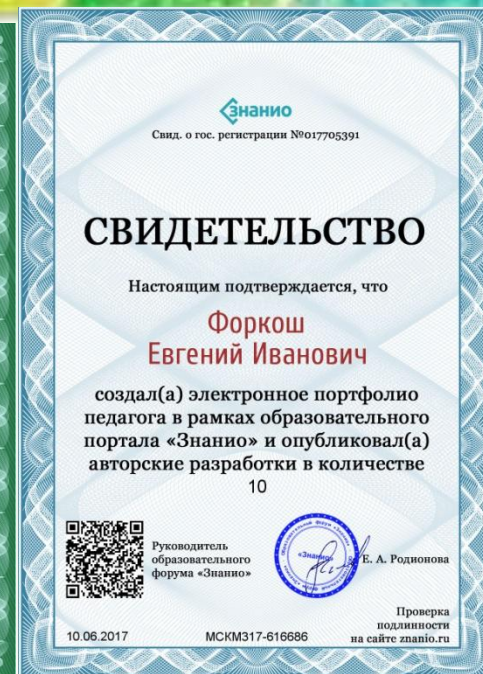 Знанио
Свид. о гос. регистрации №017705391
СВИДЕТЕЛЬСТВО
Настоящим подтверждается, что
Форкош
Евгений Иванович
создал(а) электронное портфолио
педагога в рамках образовательного
портала «Знанио» и опубликовал(а)
авторские разработки в количестве
10
Руководитель
образовательного
форума «Знанио»
«Знанио»
Е. А. Родионова
10.06.2017
МСКМ317-616686
Проверка
подлинности
на сайте znanio.ru